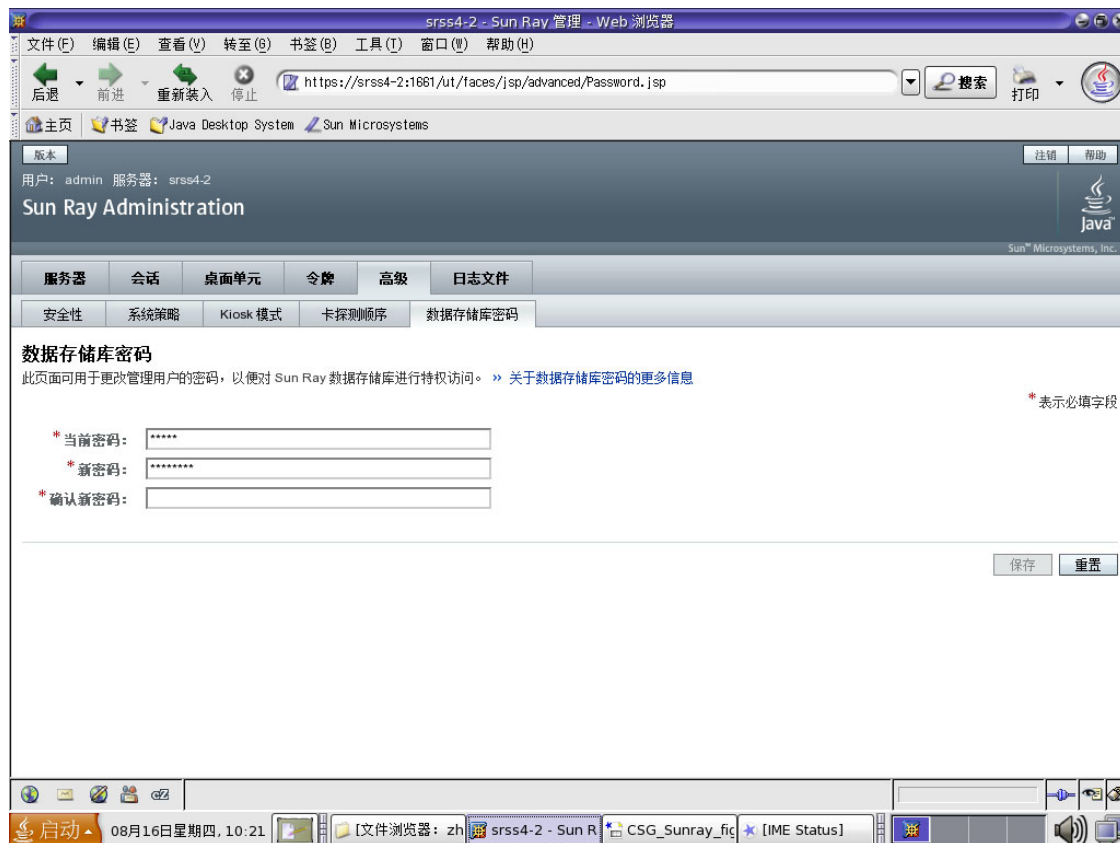 srss4-2 - Sun Ray 管理 - Web 浏览器
文件(F) 编辑(E) 查看(V) 转至(G) 书签(B) 工具(T) 窗口(W) 帮助(H)
后退 前进 重新装入 停止 https://srss4-2:1661/ut/faces/jsp/advanced/Password.jsp 搜索 打印
主页 书签 Java Desktop System Sun Microsystems
版本 注销 帮助
用户: admin 服务器: srss4-2
Sun Ray Administration
Java™
Sun™ Microsystems, Inc.
服务器 会话 桌面单元 令牌 高级 日志文件
安全性 系统策略 Kiosk 模式 卡探测顺序 数据存储库密码
数据存储库密码
此页面可用于更改管理用户的密码，以便对 Sun Ray 数据存储库进行特权访问。 » 关于数据存储库密码的更多信息
* 表示必填字段
* 当前密码: *****
* 新密码: ********
* 确认新密码:
保存 重置
启动 08月16日星期四, 10:21 [文件浏览器: zh srss4-2 - Sun R CSG_Sunray_fig [IME Status]